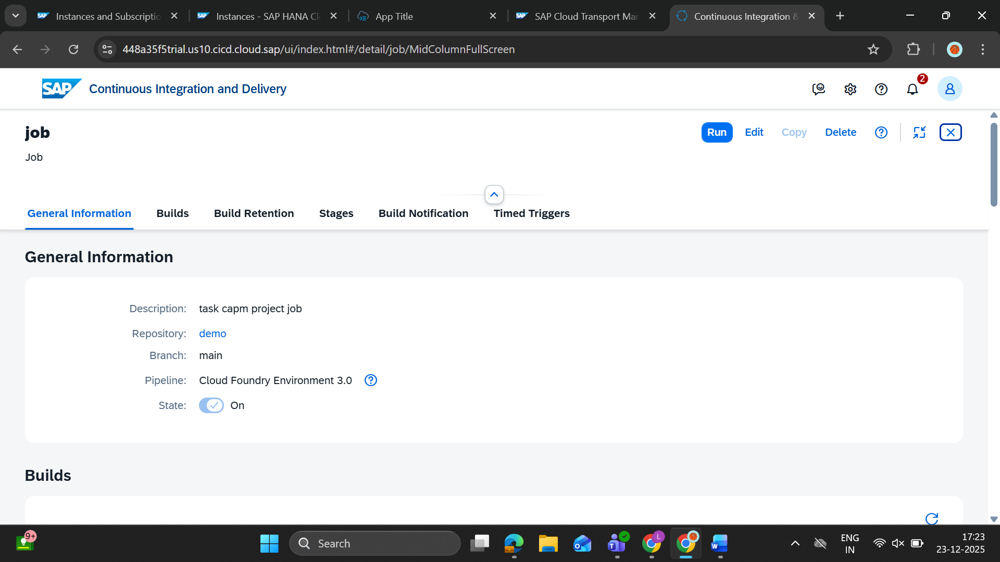 Instances and Subscriptio
Instances - SAP HANA Cl
App Title
SAP Cloud Transport Mar
Continuous Integration &
448a35f5trial.us10.cicd.cloud.sap/ui/index.html#/detail/job/MidColumnFullScreen
SAP Continuous Integration and Delivery
2
job
Run
Edit
Copy
Delete
Job
General Information
Builds
Build Retention
Stages
Build Notification
Timed Triggers
General Information
Description: task capm project job
Repository: demo
Branch: main
Pipeline: Cloud Foundry Environment 3.0
State: On
Builds
9+
Search
L
ENG
IN
17:23
23-12-2025